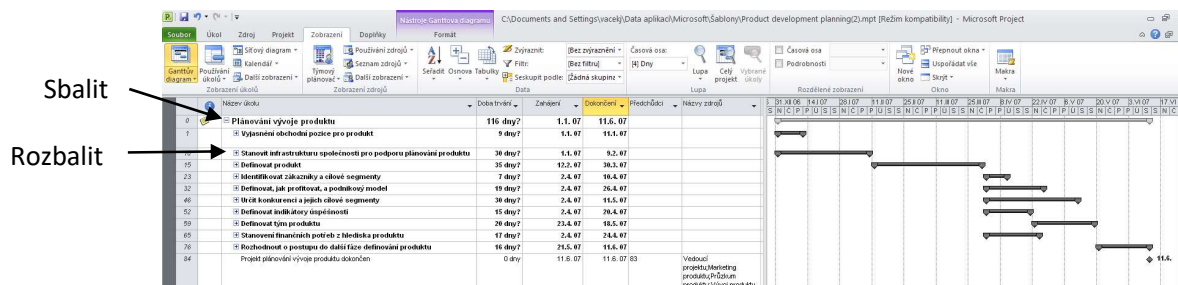 Nástroje Ganttova diagramu
C:\Documents and Settings\vacekj\Data aplikací\Microsoft\Šablony\Product development planning(2).mpt [Režim kompatibility] - Microsoft Project
Soubor Úkol Zdroj Projekt Zobrazení Doplňky Formát
Ganttův diagram Používání úkolů
Síťový diagram
Kalendář
Další zobrazení
Zobrazení úkolů
Týmový plánovač
Používání zdrojů
Seznam zdrojů
Další zobrazení
Zobrazení zdrojů
Seřadit Osnova Tabulky
Zvýraznit: [Bez zvýraznění
Filtr: [Bez filtru]
Seskupit podle: [Žádná skupina
Data
Časová osa:
[4] Dny
Lupa Celý projekt Vybrané úkoly
Lupa
Časová osa
Podrobnosti
Rozdělené zobrazení
Nové okno
Přepnout okna
Uspořádat vše
Skrýt
Okno
Makra
Makra
Sbalit
Rozbalit
Název úkolu Doba trvání Zahájení Dokončení Předchůdci Názvy zdrojů
0 Plánování vývoje produktu 116 dny? 1.1. 07 11.6. 07
1 Vyjasnění obchodní pozice pro produkt 9 dny? 1.1. 07 11.1. 07
Stanovit infrastrukturu společnosti pro podporu plánování produktu 30 dny? 1.1. 07 9.2. 07
15 Definovat produkt 35 dny? 12.2. 07 30.3. 07
23 Identifikovat zákazníky a cílové segmenty 7 dny? 2.4. 07 10.4. 07
32 Definovat, jak profitovat, a podnikový model 19 dny? 2.4. 07 26.4. 07
46 Určit konkurenci a jejich cílové segmenty 30 dny? 2.4. 07 11.5. 07
52 Definovat indikátory úspěšnosti 15 dny? 2.4. 07 20.4. 07
59 Definovat tým produktu 20 dny? 23.4. 07 18.5. 07
65 Stanovení finančních potřeb z hlediska produktu 17 dny? 2.4. 07 24.4. 07
76 Rozhodnout o postupu do další fáze definování produktu 16 dny? 21.5. 07 11.6. 07
84 Projekt plánování vývoje produktu dokončen 0 dny 11.6. 07 11.6. 07 83 Vedoucí
projektu;Marketing
produktu;Průzkum
11.6.